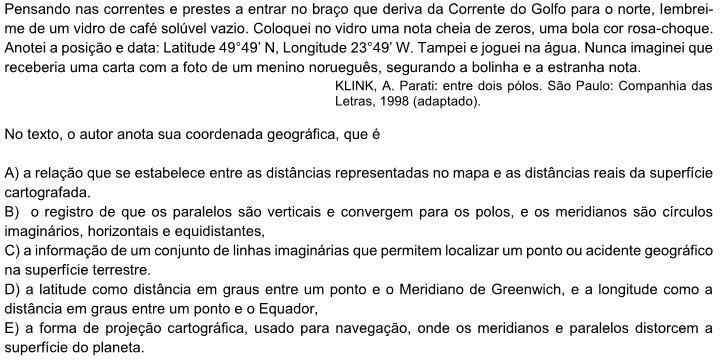 Pensando nas correntes e prestes a entrar no braço que deriva da Corrente do Golfo para o norte, lembrei-
me de um vidro de café solúvel vazio. Coloquei no vidro uma nota cheia de zeros, uma bola cor rosa-choque.
Anotei a posição e data: Latitude 49°49' N, Longitude 23°49' W. Tampei e joguei na água. Nunca imaginei que
receberia uma carta com a foto de um menino norueguês, segurando a bolinha e a estranha nota.
KLINK, A. Parati: entre dois pólos. São Paulo: Companhia das
Letras, 1998 (adaptado).
No texto, o autor anota sua coordenada geográfica, que é
A) a relação que se estabelece entre as distâncias representadas no mapa e as distâncias reais da superfície
cartografada.
B) o registro de que os paralelos são verticais e convergem para os polos, e os meridianos são círculos
imaginários, horizontais e equidistantes,
C) a informação de um conjunto de linhas imaginárias que permitem localizar um ponto ou acidente geográfico
na superfície terrestre.
D) a latitude como distância em graus entre um ponto e o Meridiano de Greenwich, e a longitude como a
distância em graus entre um ponto e o Equador,
E) a forma de projeção cartográfica, usado para navegação, onde os meridianos e paralelos distorcem a
superfície do planeta.